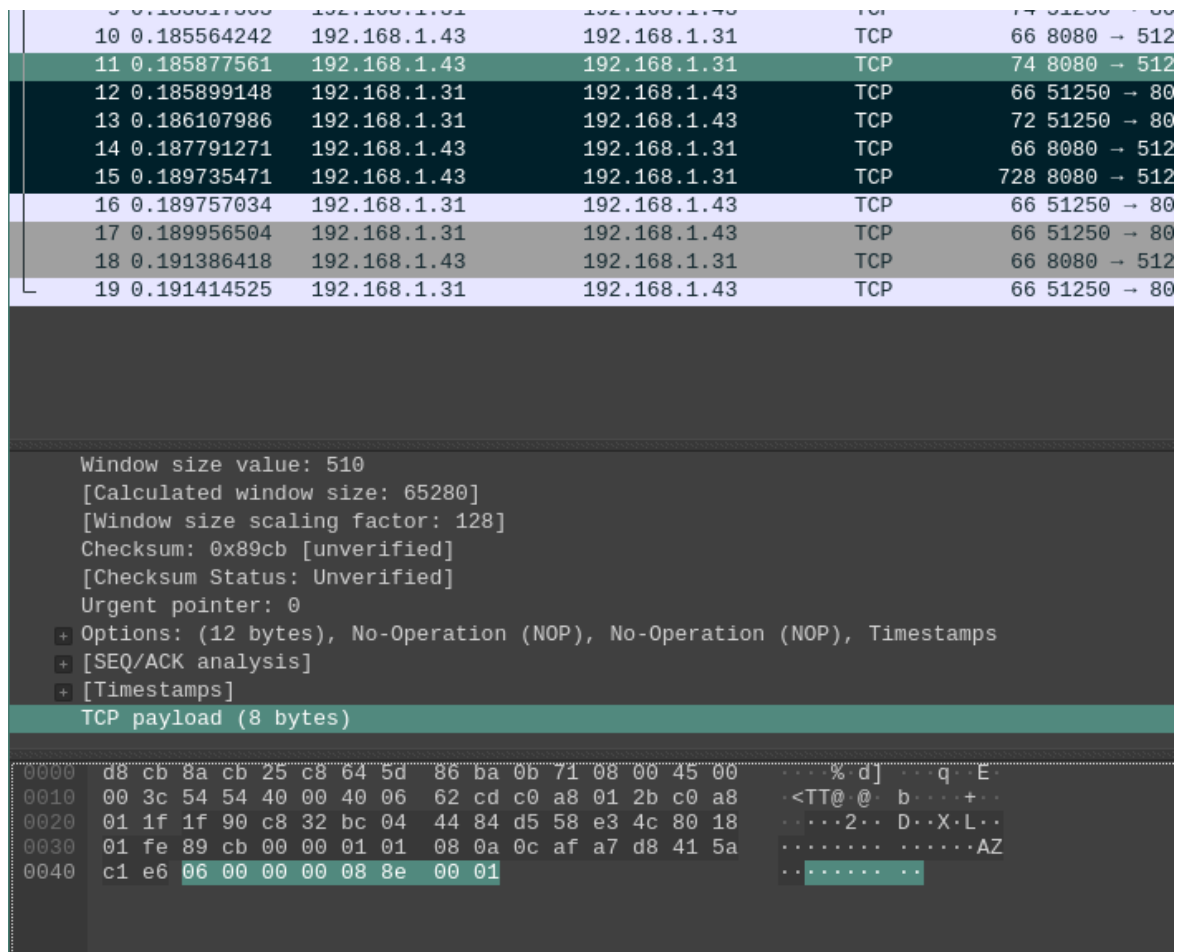 10 0.185564242 192.168.1.43 192.168.1.31 TCP 66 8080 → 512
11 0.185877561 192.168.1.43 192.168.1.31 TCP 74 8080 → 512
12 0.185899148 192.168.1.31 192.168.1.43 TCP 66 51250 → 80
13 0.186107986 192.168.1.31 192.168.1.43 TCP 72 51250 → 80
14 0.187791271 192.168.1.43 192.168.1.31 TCP 66 8080 → 512
15 0.189735471 192.168.1.43 192.168.1.31 TCP 728 8080 → 512
16 0.189757034 192.168.1.31 192.168.1.43 TCP 66 51250 → 80
17 0.189956504 192.168.1.31 192.168.1.43 TCP 66 51250 → 80
18 0.191386418 192.168.1.43 192.168.1.31 TCP 66 8080 → 512
19 0.191414525 192.168.1.31 192.168.1.43 TCP 66 51250 → 80
Window size value: 510
[Calculated window size: 65280]
[Window size scaling factor: 128]
Checksum: 0x89cb [unverified]
[Checksum Status: Unverified]
Urgent pointer: 0
Options: (12 bytes), No-Operation (NOP), No-Operation (NOP), Timestamps
[SEQ/ACK analysis]
[Timestamps]
TCP payload (8 bytes)
0000 d8 cb 8a cb 25 c8 64 5d 86 ba 0b 71 08 00 45 00 ····%·d] ···q··E·
0010 00 3c 54 54 40 00 40 06 62 cd c0 a8 01 2b c0 a8 ·<TT@·@· b····+··
0020 01 1f 1f 90 c8 32 bc 04 44 84 d5 58 e3 4c 80 18 ·····2·· D··X·L··
0030 01 fe 89 cb 00 00 01 01 08 0a 0c af a7 d8 41 5a ········ ······AZ
0040 c1 e6 06 00 00 00 08 8e 00 01 ········ ··